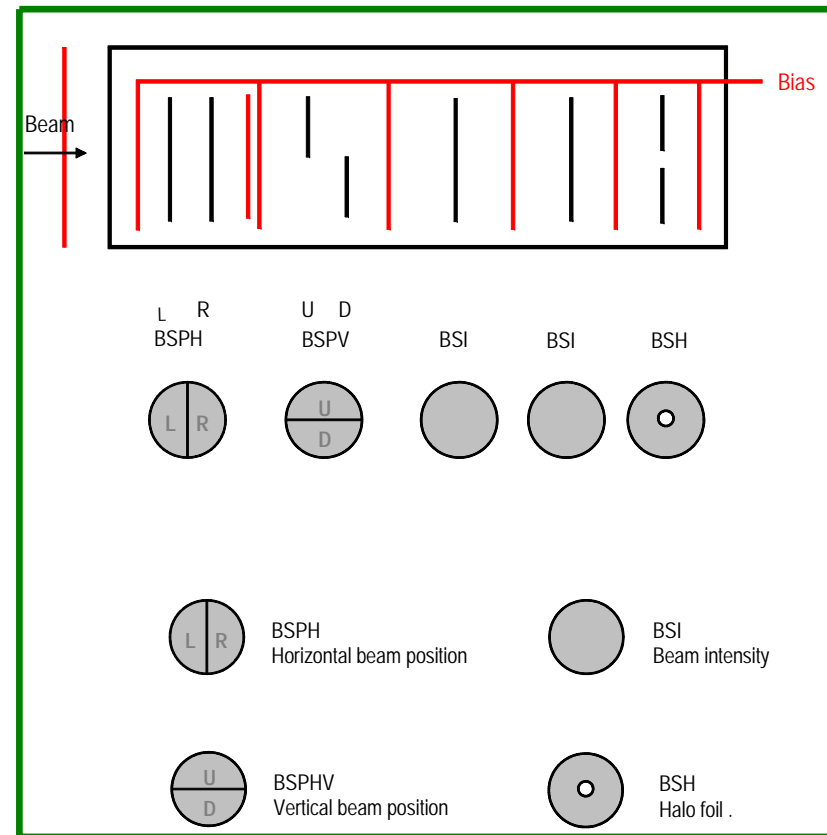 Bias
Beam
L R U D
BSPH BSPV BSI BSI BSH
L R U
D
L R BSPH BSI
Horizontal beam position Beam intensity
U BSPHV BSH
D Vertical beam position Halo foil .